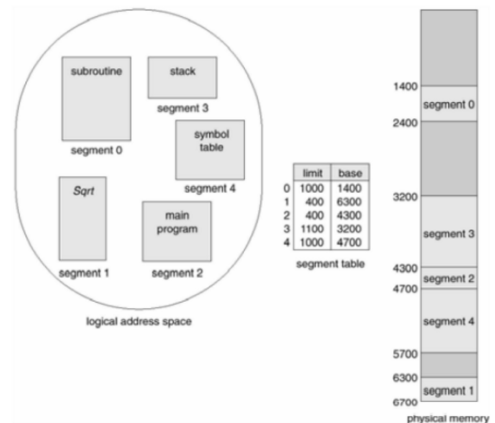 subroutine
segment 0
stack
segment 3
symbol
table
segment 4
Sqrt
segment 1
main
program
segment 2
logical address space
limit base
0 1000 1400
1 400 6300
2 400 4300
3 1100 3200
4 1000 4700
segment table
1400
segment 0
2400
3200
segment 3
4300
segment 2
4700
segment 4
5700
6300
segment 1
6700
physical memory